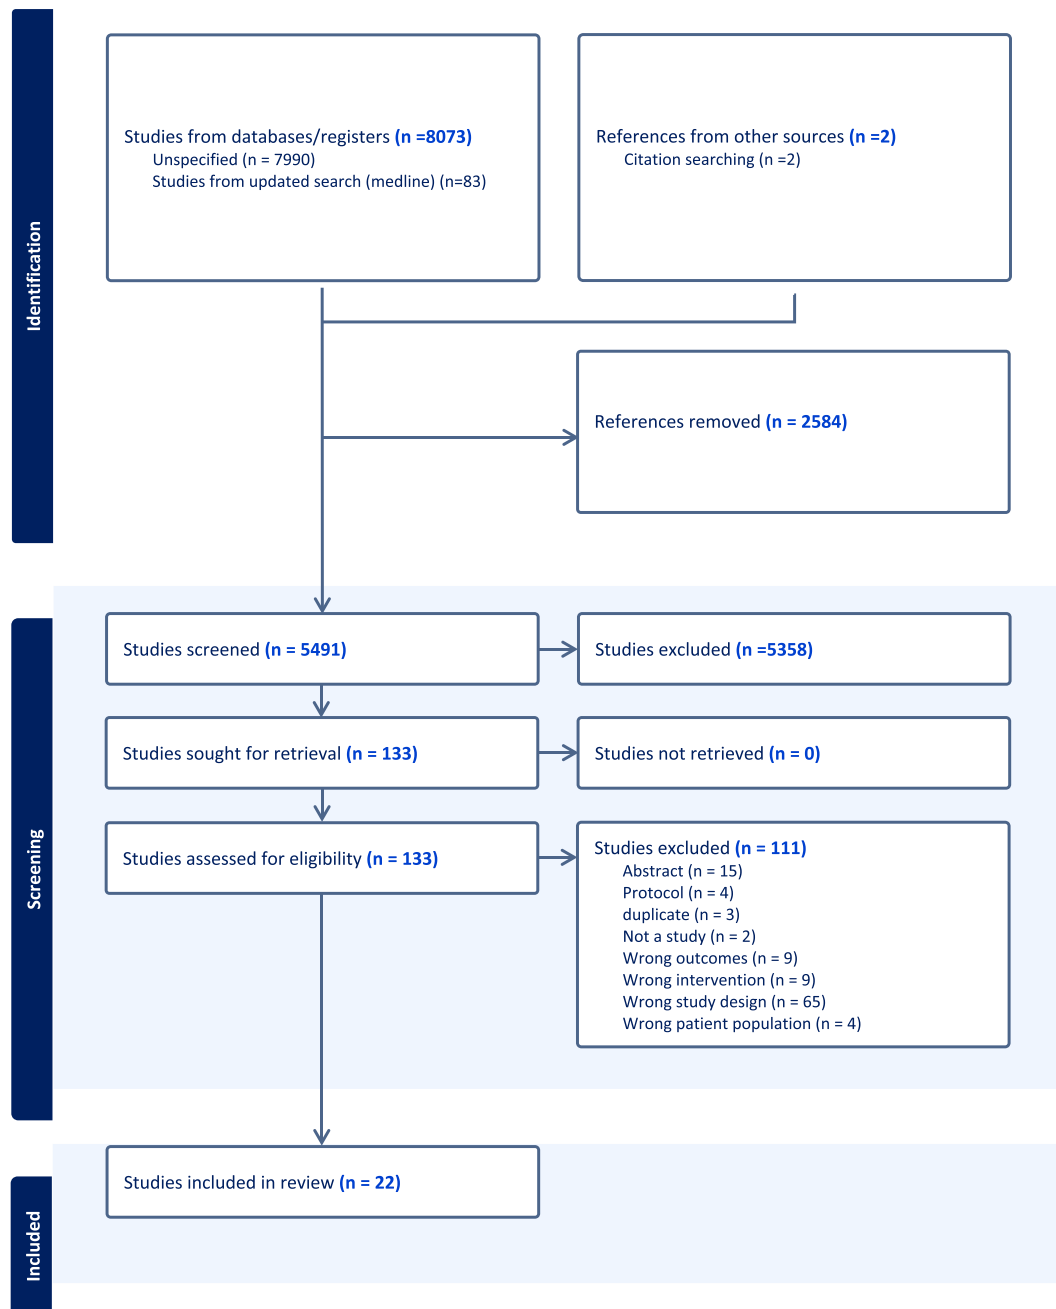 Identification
Studies from databases/registers (n =8073)
Unspecified (n = 7990)
Studies from updated search (medline) (n=83)
References from other sources (n =2)
Citation searching (n =2)
References removed (n = 2584)
Screening
Studies screened (n = 5491)
Studies excluded (n =5358)
Studies sought for retrieval (n = 133)
Studies not retrieved (n = 0)
Studies assessed for eligibility (n = 133)
Studies excluded (n = 111)
Abstract (n = 15)
Protocol (n = 4)
duplicate (n = 3)
Not a study (n = 2)
Wrong outcomes (n = 9)
Wrong intervention (n = 9)
Wrong study design (n = 65)
Wrong patient population (n = 4)
Included
Studies included in review (n = 22)